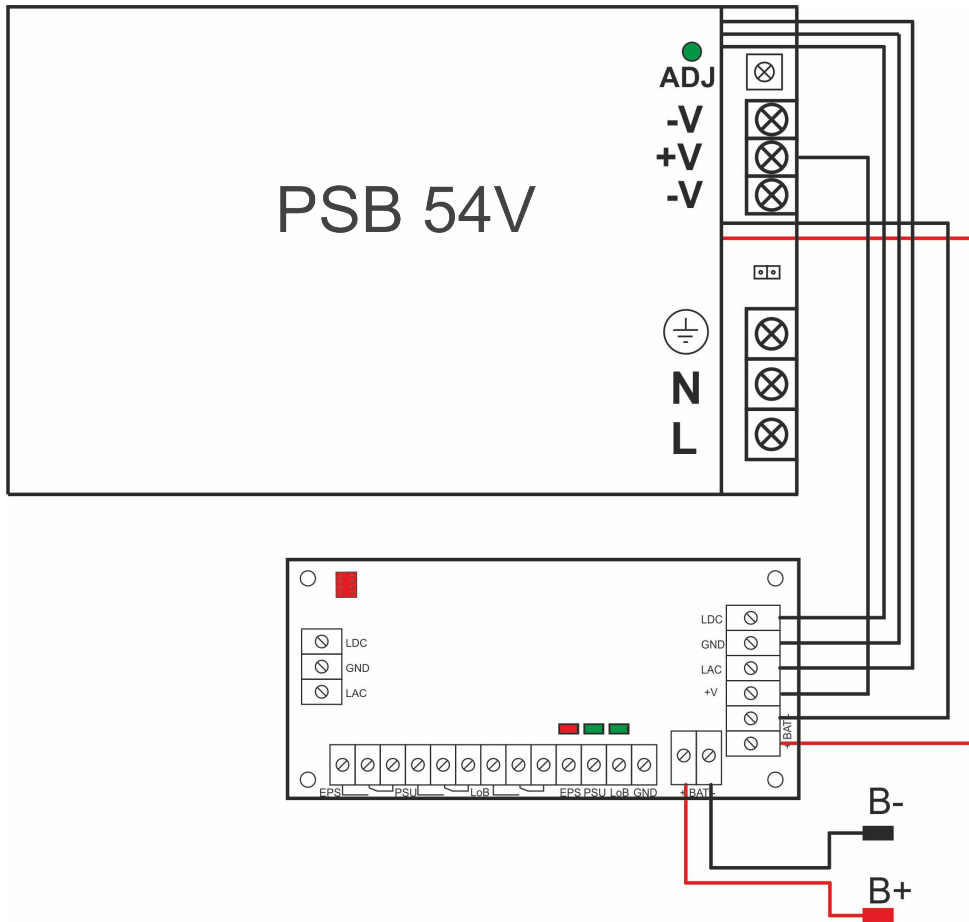 ADJ
-V
+V
-V
PSB 54V
N
L
LDC
GND
LAC
+V
+ BAT -
LDC
GND
LAC
EPS PSU LoB EPS PSU LoB GND + BAT -
B-
B+